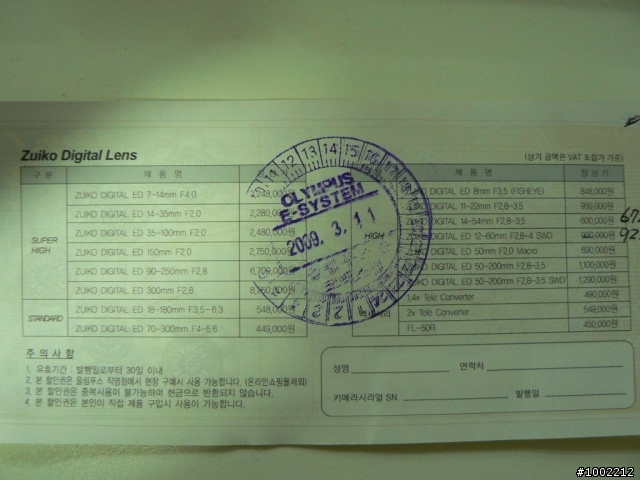 Zuiko Digital Lens
(상기 금액은 VAT 포함가 기준)
구분 제 품 명
SUPER HIGH
ZUIKO DIGITAL ED 7-14mm F4.0
ZUIKO DIGITAL ED 14-35mm F2.0 2,280,000원
ZUIKO DIGITAL ED 35-100mm F2.0 2,480,000원
ZUIKO DIGITAL ED 150mm F2.0 2,750,000원
ZUIKO DIGITAL ED 90-250mm F2.8 6,700,000원
ZUIKO DIGITAL ED 300mm F2.8
STANDARD
ZUIKO DIGITAL ED 18-180mm F3.5-6.3 548,000원
ZUIKO DIGITAL ED 70-300mm F4-5.6 449,000원
제 품 명 정상가
HIGH
DIGITAL ED 8mm F3.5 (FISHEYE) 848,000원
DIGITAL 11-22mm F2.8-3.5 950,000원
DIGITAL 14-54mm F2.8-3.5 600,000원
DIGITAL ED 12-60mm F2.8-4 SWD
DIGITAL ED 50mm F2.0 Macro 690,000원
DIGITAL ED 50-200mm F2.8-3.5 1,100,000원
DIGITAL ED 50-200mm F2.8-3.5 SWD 1,290,000원
1.4x Tele Converter 490,000원
2x Tele Converter 549,000원
FL-50R 450,000원
OLYMPUS
E-SYSTEM
2009. 3. 11
주 의 사 항
1. 유효기간 : 발행일로부터 30일 이내
2. 본 할인권은 올림푸스 직영점에서 현장 구매시 사용 가능합니다. (온라인쇼핑몰제외)
3. 본 할인권은 중복사용이 불가능하며 현금으로 반환되지 않습니다.
4. 본 할인권은 본인이 직접 제품 구입시 사용이 가능합니다.
성명 연락처
카메라시리얼 SN. 발행일
#1002212